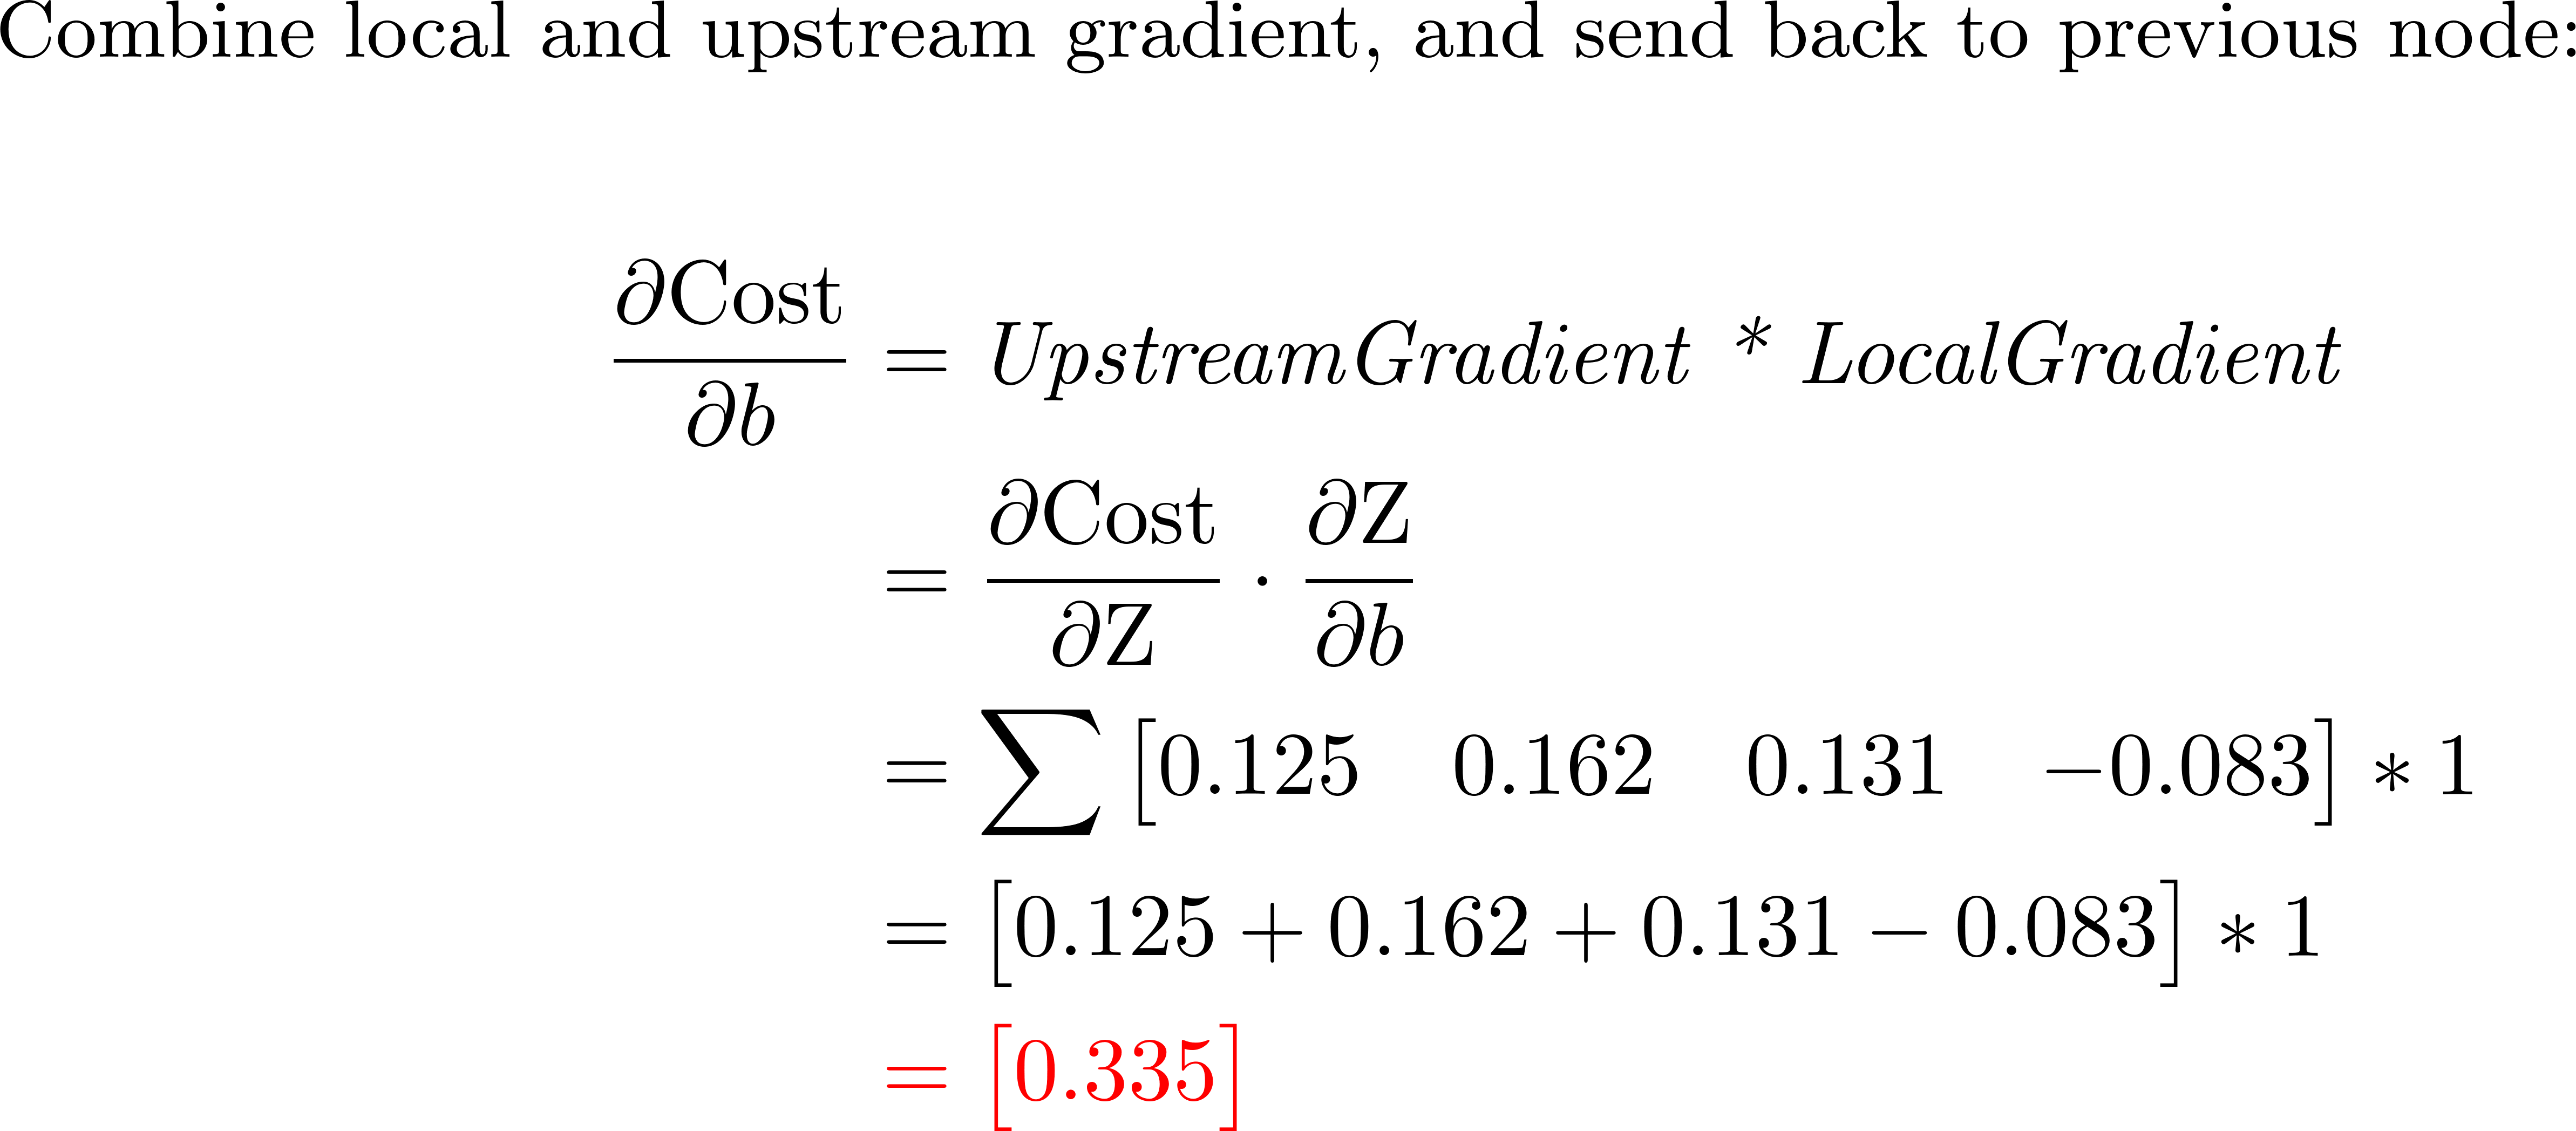 Combine local and upstream gradient, and send back to previous node:
∂Cost/∂b = UpstreamGradient * LocalGradient
= ∂Cost/∂Z · ∂Z/∂b
= ∑ [0.125 0.162 0.131 −0.083] ∗ 1
= [0.125 + 0.162 + 0.131 − 0.083] ∗ 1
= [0.335]